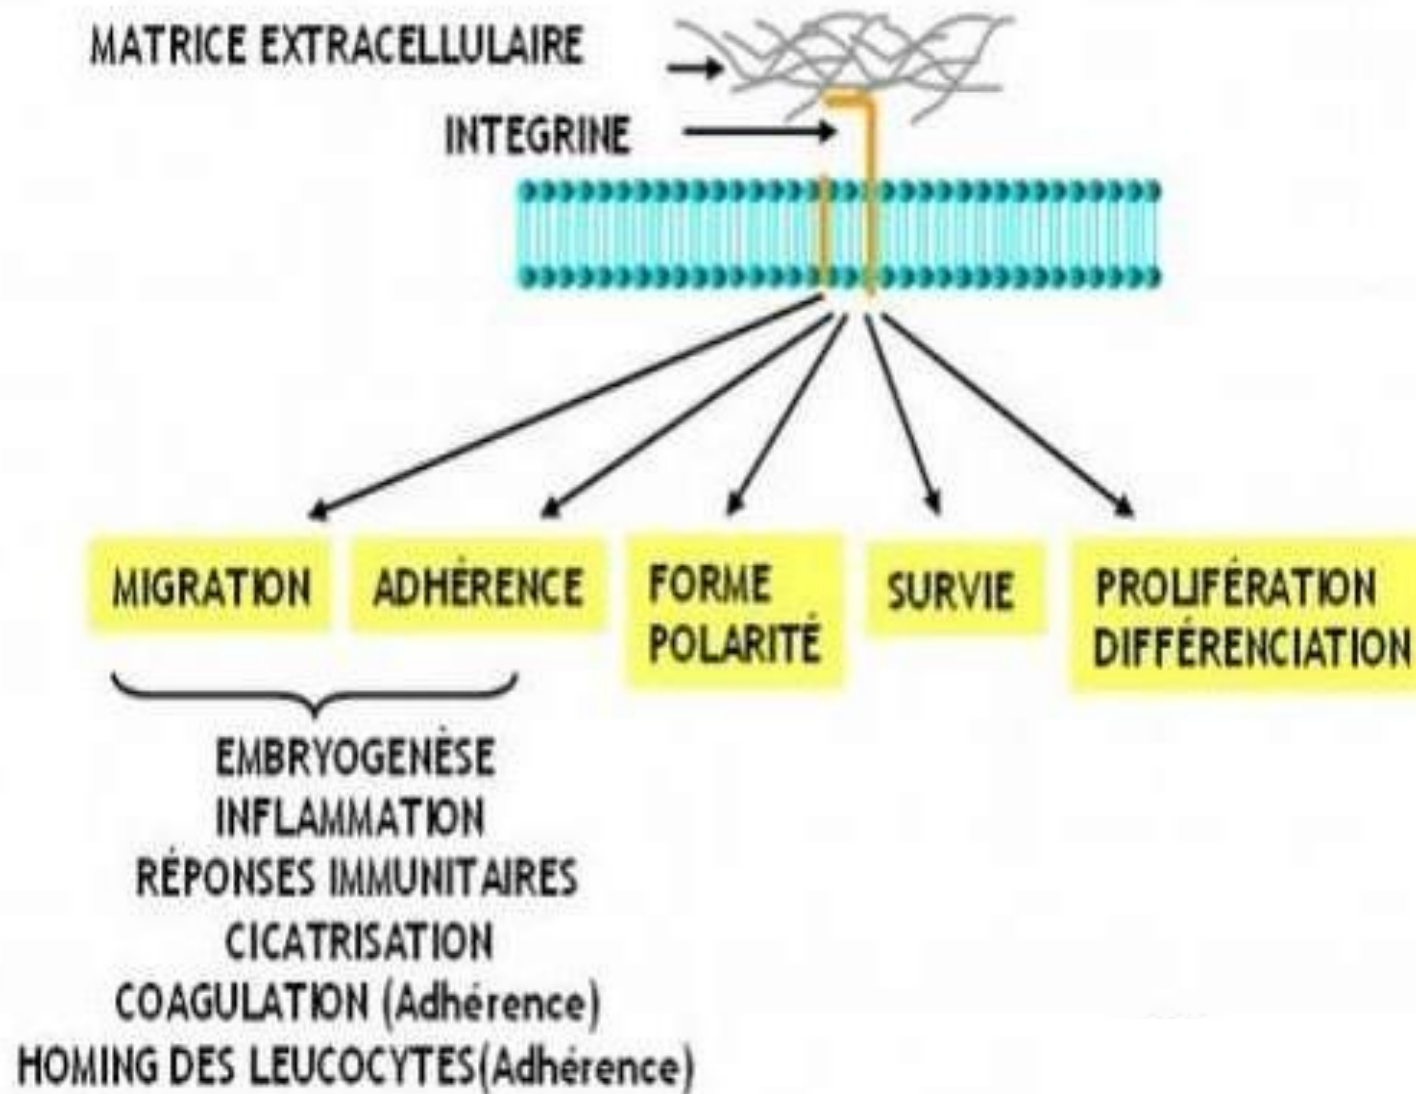 MATRICE EXTRACELLULAIRE
INTEGRINE
MIGRATION
ADHÉRENCE
FORME
POLARITÉ
SURVIE
PROLIFÉRATION
DIFFÉRENCIATION
EMBRYOGENÈSE
INFLAMMATION
RÉPONSES IMMUNITAIRES
CICATRISATION
COAGULATION (Adhérence)
HOMING DES LEUCOCYTES(Adhérence)